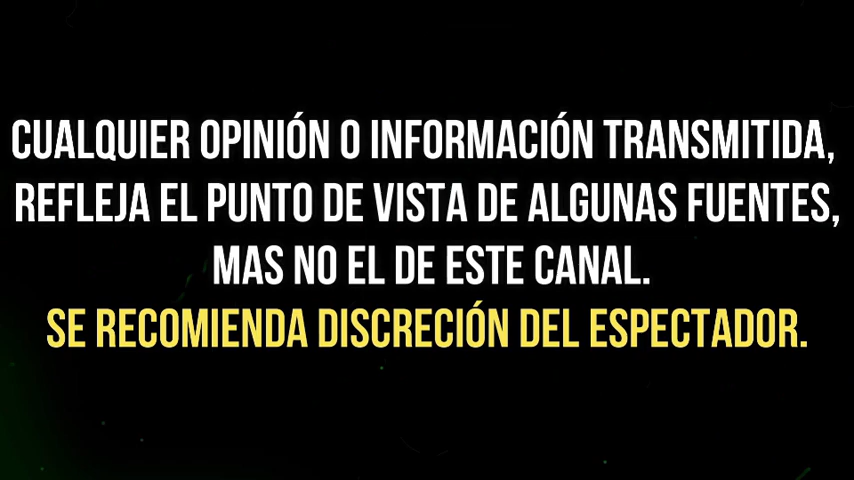 CUALQUIER OPINIÓN O INFORMACIÓN TRANSMITIDA,
REFLEJA EL PUNTO DE VISTA DE ALGUNAS FUENTES,
MAS NO EL DE ESTE CANAL.
SE RECOMIENDA DISCRECIÓN DEL ESPECTADOR.